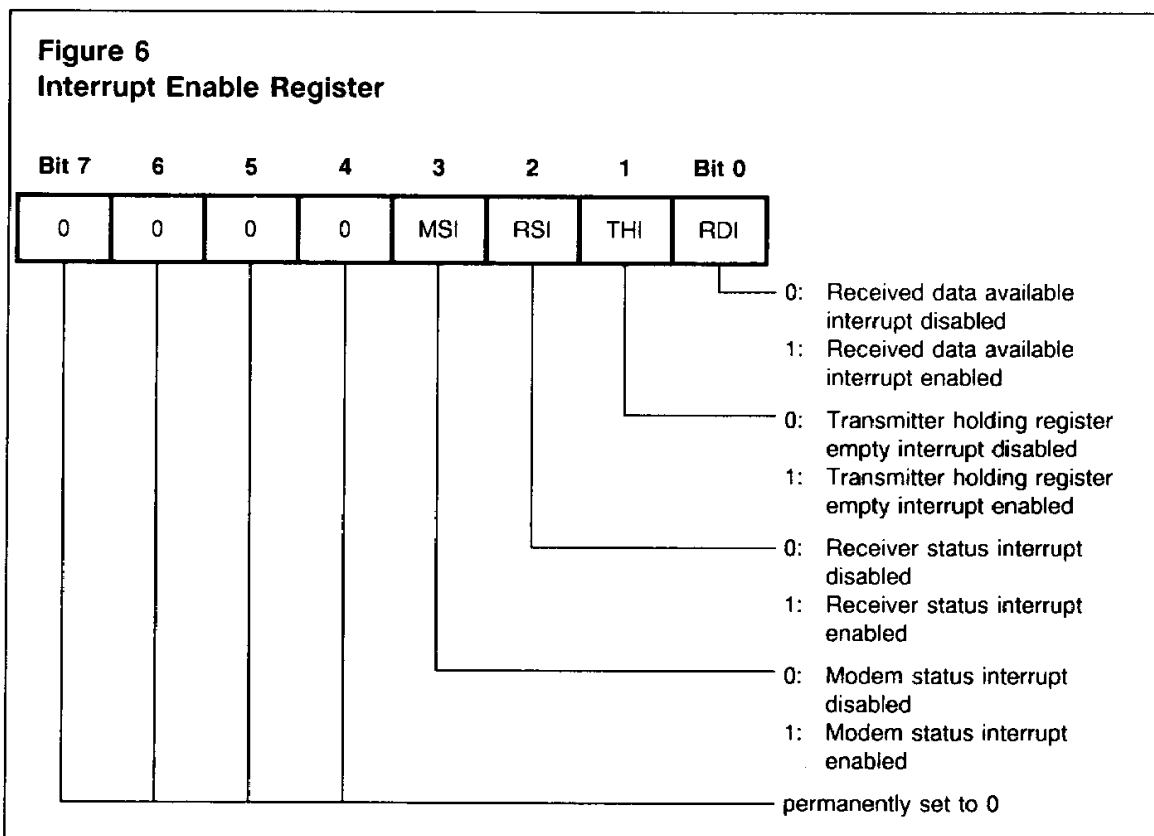 Figure 6
Interrupt Enable Register
Bit 7 6 5 4 3 2 1 Bit 0
0 0 0 0 MSI RSI THI RDI
0: Received data available
interrupt disabled
1: Received data available
interrupt enabled
0: Transmitter holding register
empty interrupt disabled
1: Transmitter holding register
empty interrupt enabled
0: Receiver status interrupt
disabled
1: Receiver status interrupt
enabled
0: Modem status interrupt
disabled
1: Modem status interrupt
enabled
permanently set to 0